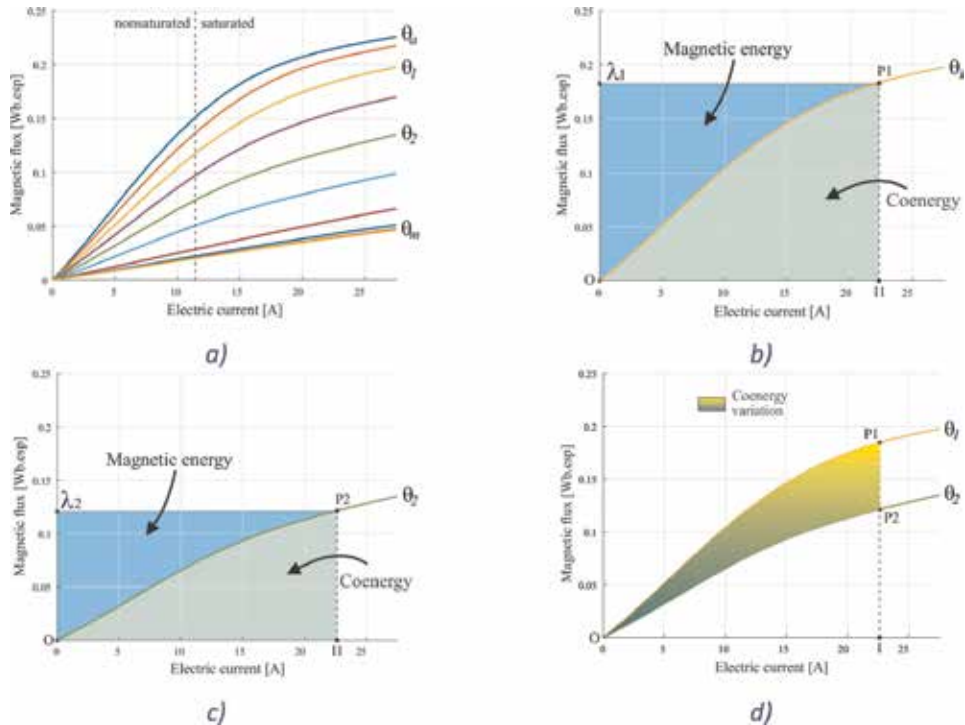 0.25
nonsaturated saturated
θa
0.2
θ1
0.15
θ2
0.1
0.05
θm
0
0 5 10 15 20 25
Magnetic flux [Wb.esp]
Electric current [A]
a)
0.25
Magnetic energy
λ1
P1
0.2
0.15
0.1
Coenergy
0.05
O
0 5 10 15 20 I1 25
Magnetic flux [Wb.esp]
Electric current [A]
b)
0.25
0.2
Magnetic energy
0.15
λ2
P2
θ2
0.1
Coenergy
0.05
O
0 5 10 15 20 I1 25
Magnetic flux [Wb.esp]
Electric current [A]
c)
0.25
Coenergy
variation
0.2
P1
θ1
0.15
P2
θ2
0.1
0.05
O
0 5 10 15 20 I 25
Magnetic flux [Wb.esp]
Electric current [A]
d)